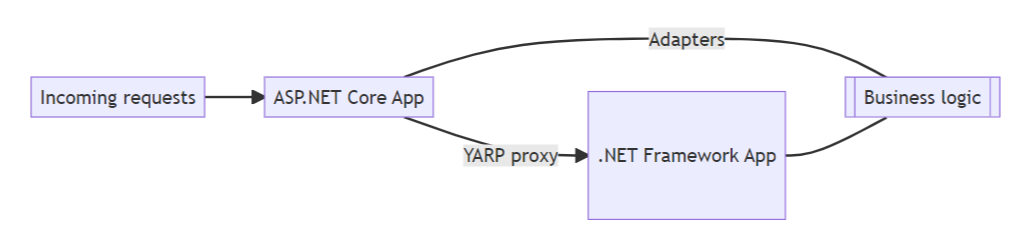 Incoming requests
ASP.NET Core App
Adapters
YARP proxy
.NET Framework App
Business logic